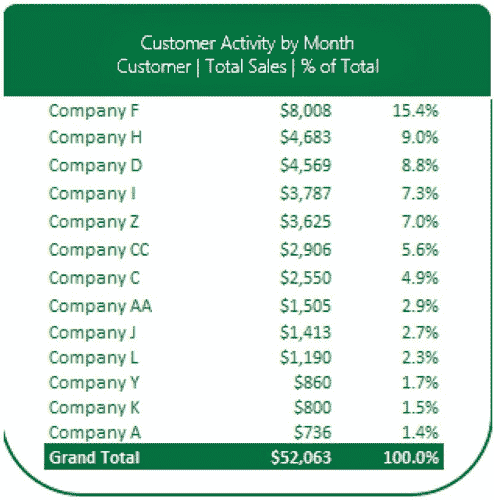 Customer Activity by Month
Customer | Total Sales | % of Total
Company F $8,008 15.4%
Company H $4,683 9.0%
Company D $4,569 8.8%
Company I $3,787 7.3%
Company Z $3,625 7.0%
Company CC $2,906 5.6%
Company C $2,550 4.9%
Company AA $1,505 2.9%
Company J $1,413 2.7%
Company L $1,190 2.3%
Company Y $860 1.7%
Company K $800 1.5%
Company A $736 1.4%
Grand Total $52,063 100.0%